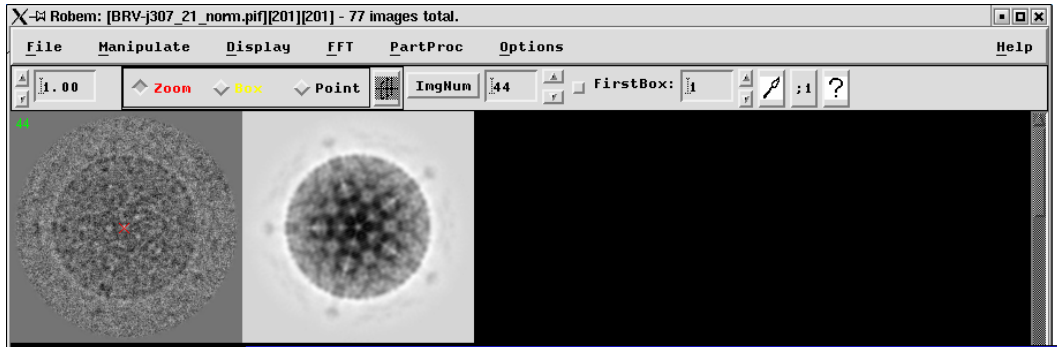 Robem: [BRV-j307_21_norm.pif][201][201] - 77 images total.
File Manipulate Display FFT PartProc Options Help
1.00 Zoom Box Point ImgNum 44 FirstBox: 1 ;i ?
44